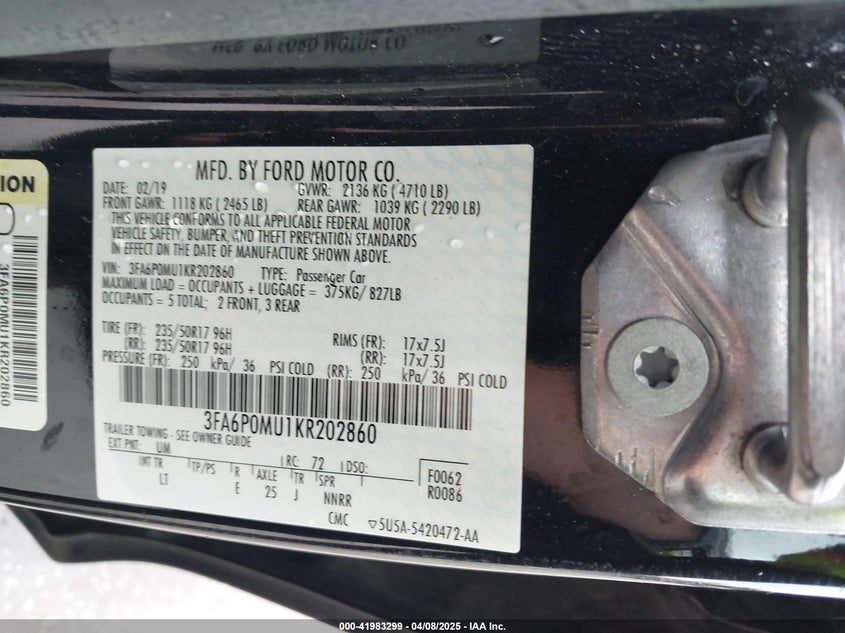 MFD. BY FORD MOTOR CO.
MFD. BY FORD MOTOR CO.
DATE: 02/19 GVWR: 2136 KG ( 4710 LB)
FRONT GAWR: 1118 KG ( 2465 LB) REAR GAWR: 1039 KG ( 2290 LB)
THIS VEHICLE CONFORMS TO ALL APPLICABLE FEDERAL MOTOR
VEHICLE SAFETY, BUMPER, AND THEFT PREVENTION STANDARDS
IN EFFECT ON THE DATE OF MANUFACTURE SHOWN ABOVE.
VIN: 3FA6P0MU1KR202860 TYPE: Passenger Car
MAXIMUM LOAD = OCCUPANTS + LUGGAGE = 375KG/ 827LB
OCCUPANTS = 5 TOTAL; 2 FRONT, 3 REAR
TIRE (FR): 235/50R17 96H RIMS (FR): 17x7.5J
(RR): 235/50R17 96H (RR): 17x7.5J
PRESSURE (FR): 250 kPa/ 36 PSI COLD (RR): 250 kPa/ 36 PSI COLD
3FA6P0MU1KR202860
TRAILER TOWING - SEE OWNER GUIDE
EXT PNT: UM RC: 72 DSO: F0062
INT TR TP/PS R AXLE TR SPR R0086
LT E 25 J NNRR
CMC ▽5U5A-5420472-AA
ION
3FA6P0MU1KR202860
000-41983299 | 04/08/2025 - IAA Inc.